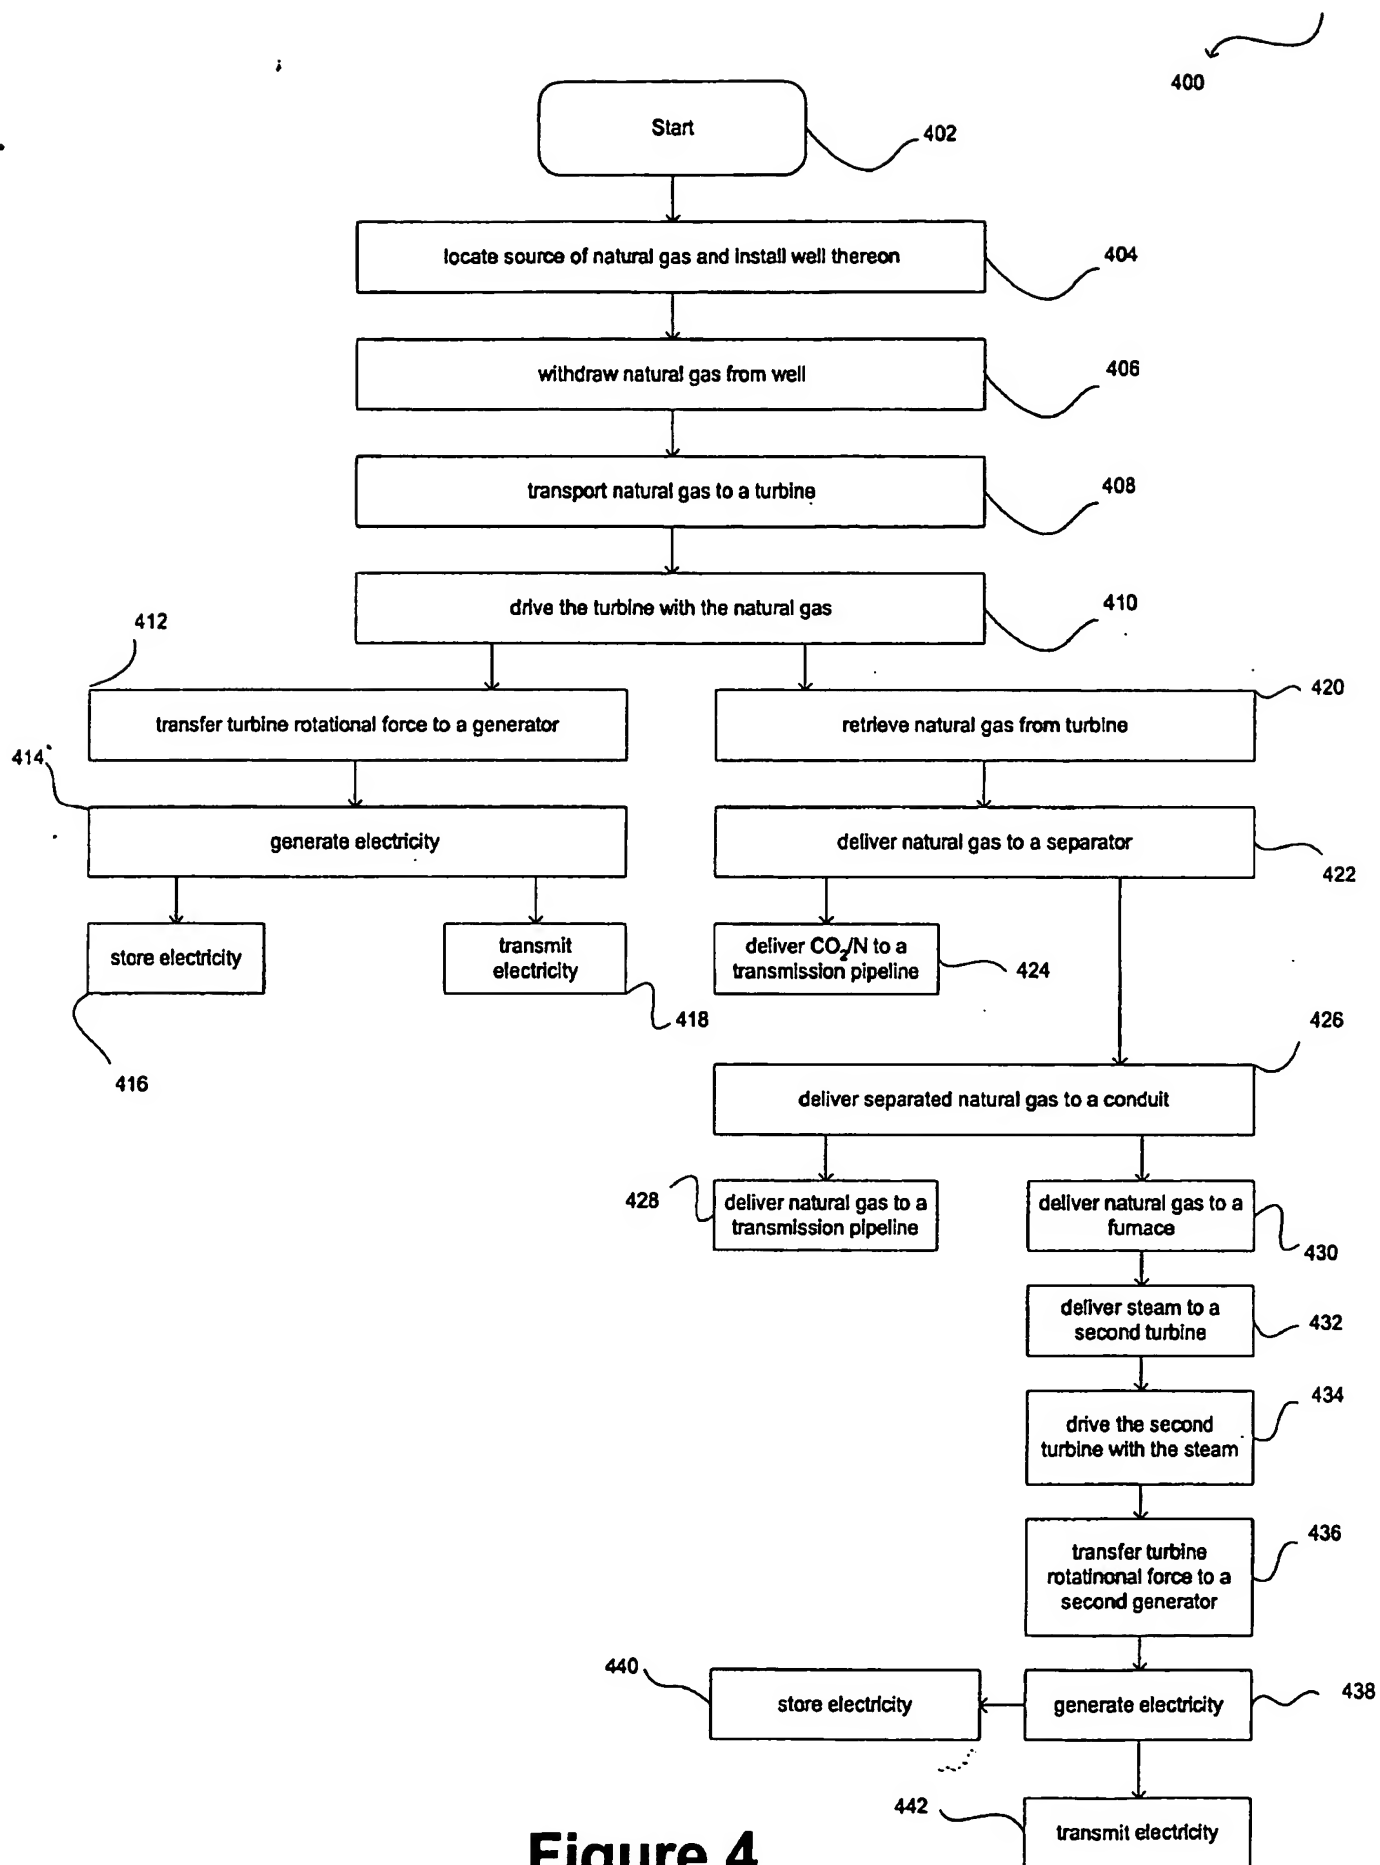 400
Start
402
locate source of natural gas and install well thereon
404
withdraw natural gas from well
406
transport natural gas to a turbine
408
drive the turbine with the natural gas
410
412
transfer turbine rotational force to a generator
retrieve natural gas from turbine
420
414
generate electricity
deliver natural gas to a separator
422
store electricity
transmit
electricity
deliver CO₂/N to a
transmission pipeline
424
416
418
426
deliver separated natural gas to a conduit
428
deliver natural gas to a
transmission pipeline
deliver natural gas to a
furnace
430
deliver steam to a
second turbine
432
434
drive the second
turbine with the steam
436
transfer turbine
rotatinonal force to a
second generator
440
store electricity
generate electricity
438
442
transmit electricity
Figure 4